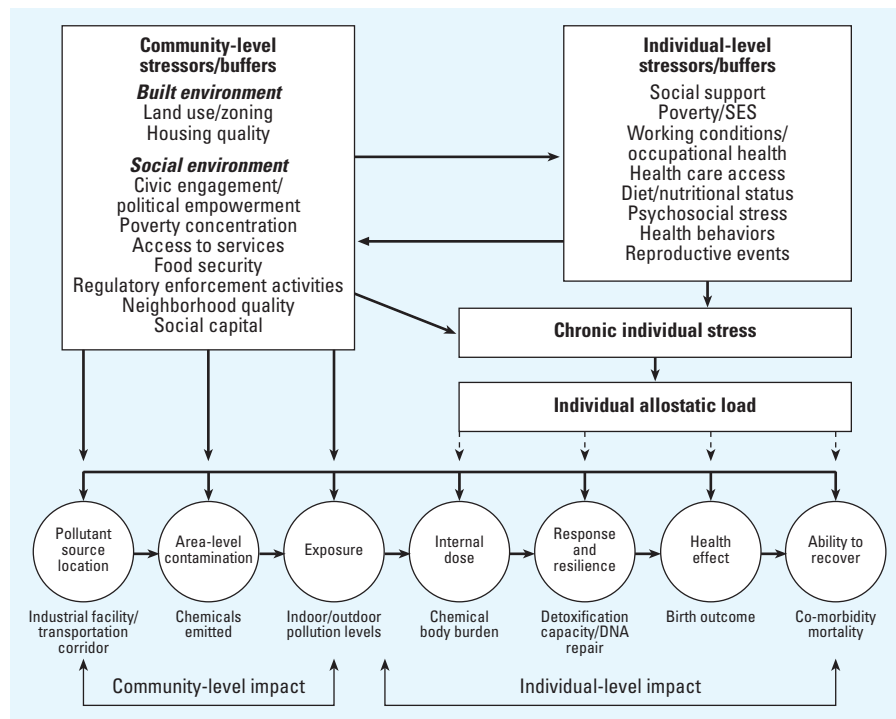 Community-level
stressors/buffers
Built environment
Land use/zoning
Housing quality
Social environment
Civic engagement/
political empowerment
Poverty concentration
Access to services
Food security
Regulatory enforcement activities
Neighborhood quality
Social capital
Individual-level
stressors/buffers
Social support
Poverty/SES
Working conditions/
occupational health
Health care access
Diet/nutritional status
Psychosocial stress
Health behaviors
Reproductive events
Chronic individual stress
Individual allostatic load
Pollutant
source
location
Area-level
contamination
Exposure
Internal
dose
Response
and
resilience
Health
effect
Ability to
recover
Industrial facility/
transportation
corridor
Chemicals
emitted
Indoor/outdoor
pollution levels
Chemical
body burden
Detoxification
capacity/DNA
repair
Birth outcome
Co-morbidity
mortality
Community-level impact
Individual-level impact